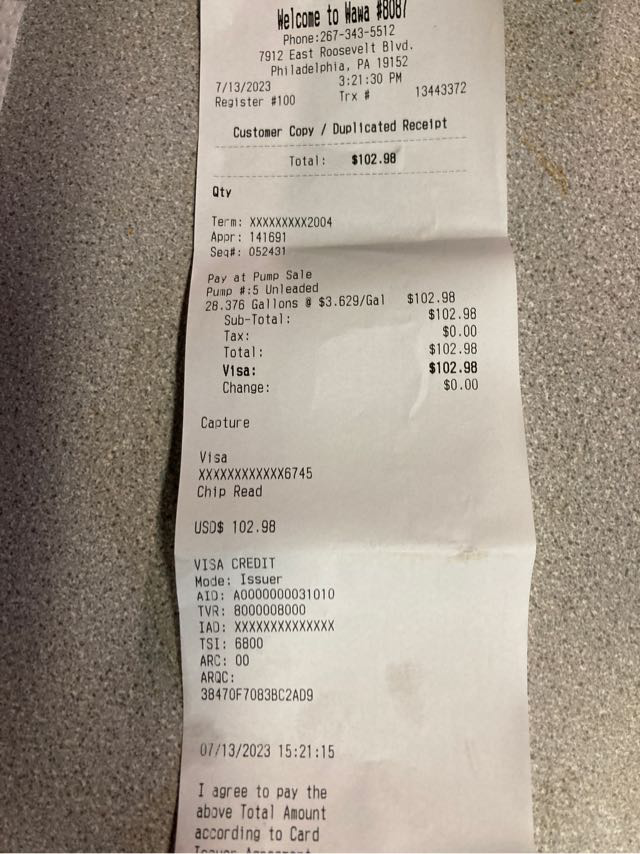 Welcome to Wawa #8087
Phone:267-343-5512
7912 East Roosevelt Blvd.
Philadelphia, PA 19152
7/13/2023 3:21:30 PM
Register #100 Trx # 13443372
Customer Copy / Duplicated Receipt
Total: $102.98
Qty
Term: XXXXXXXXX2004
Appr: 141691
Seq#: 052431
Pay at Pump Sale
Pump #:5 Unleaded
28.376 Gallons @ $3.629/Gal $102.98
Sub-Total: $102.98
Tax: $0.00
Total: $102.98
Visa: $102.98
Change: $0.00
Capture
Visa
XXXXXXXXXXXX6745
Chip Read
USD$ 102.98
VISA CREDIT
Mode: Issuer
AID: A0000000031010
TVR: 8000008000
IAD: XXXXXXXXXXXXXX
TSI: 6800
ARC: 00
ARQC:
38470F7083BC2AD9
07/13/2023 15:21:15
I agree to pay the
above Total Amount
according to Card